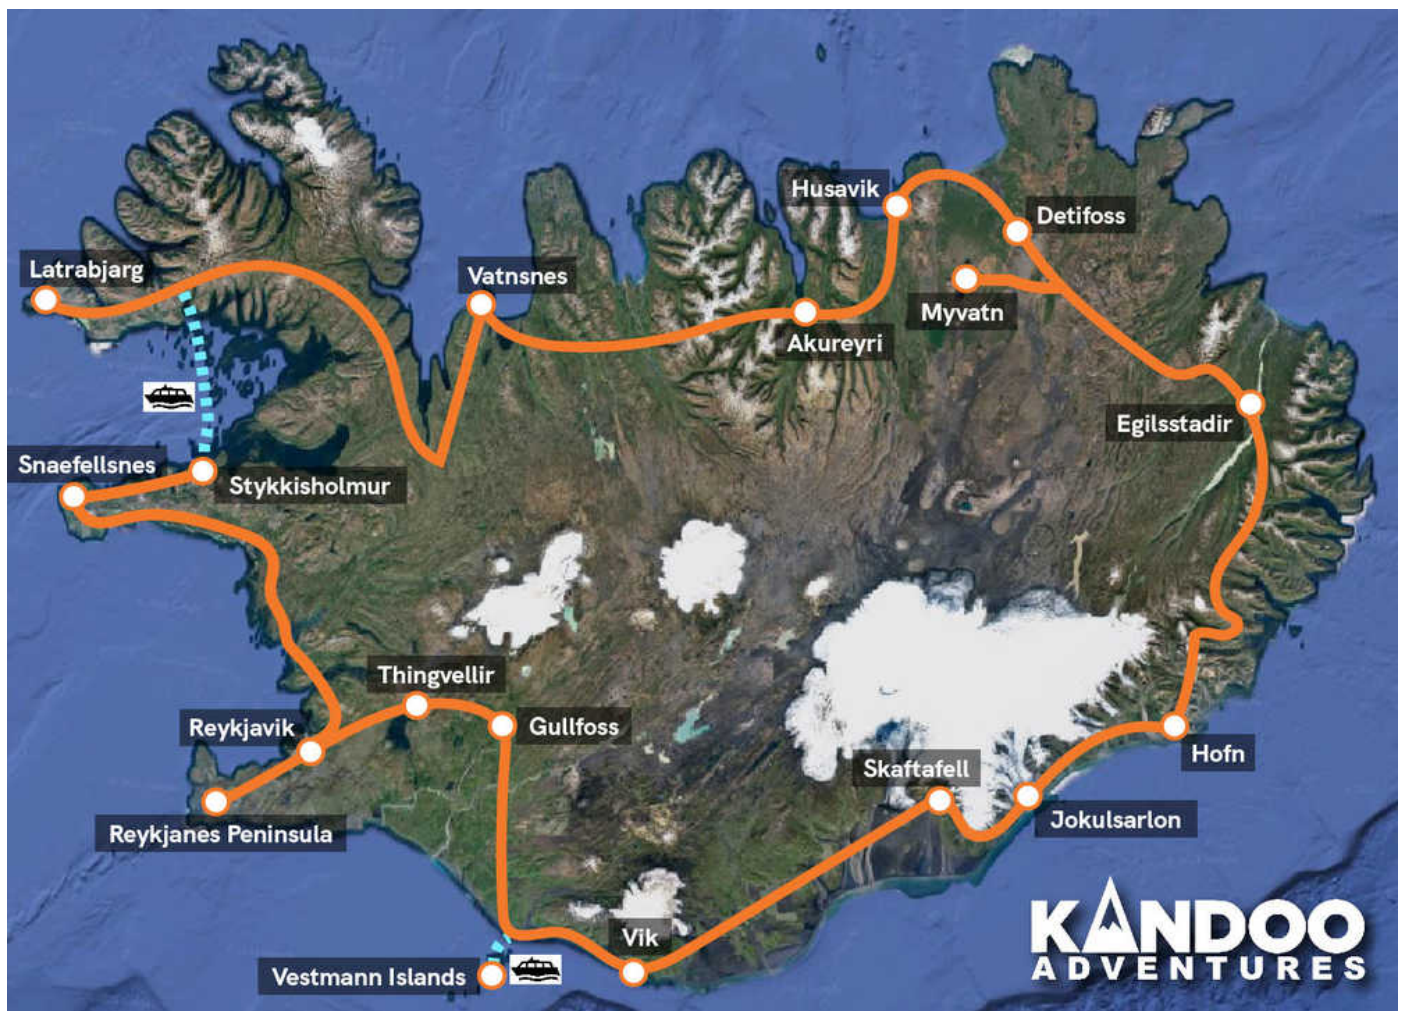 Husavik
Detifoss
Latrabjarg
Vatnsnes
Myvatn
Akureyri
Egilsstadir
Snaefellsnes
Stykkisholmur
Thingvellir
Reykjavik
Gullfoss
Hofn
Skaftafell
Jokulsarlon
Reykjanes Peninsula
Vik
Vestmann Islands
KANDOO
ADVENTURES